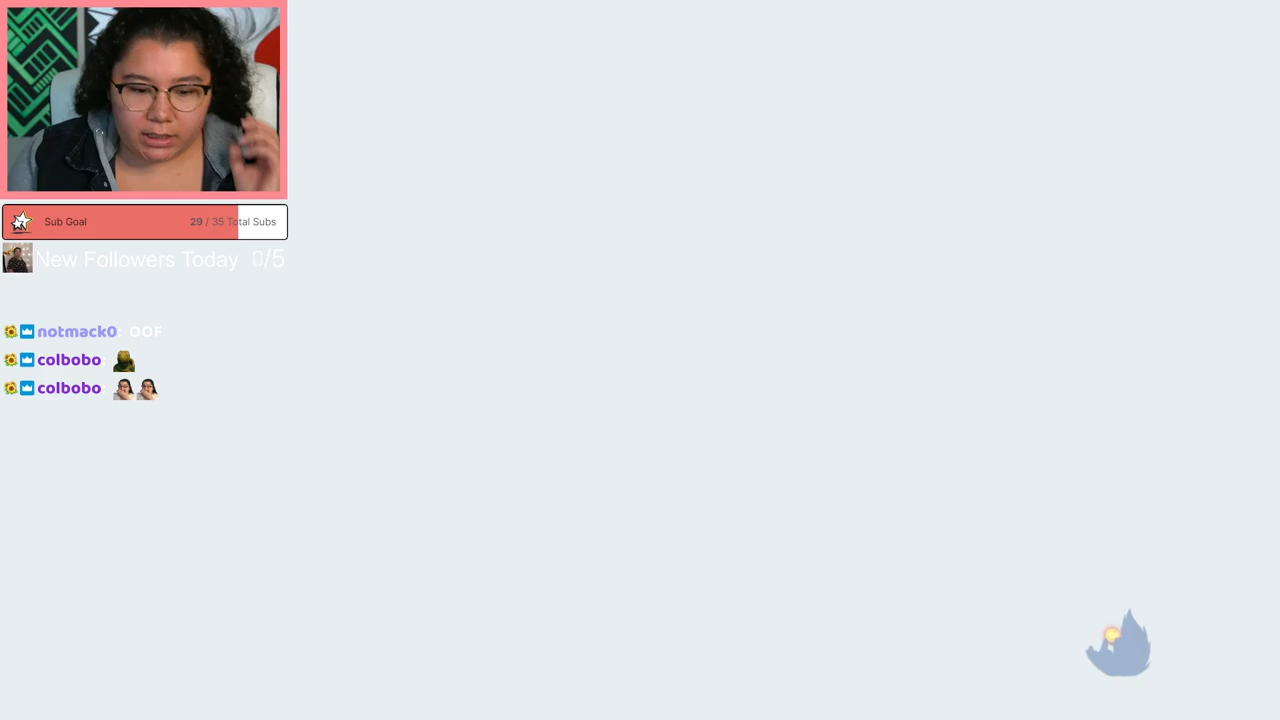 Sub Goal 29 / 35 Total Subs
New Followers Today 0/5
notmack0: OOF
colbobo:
colbobo: